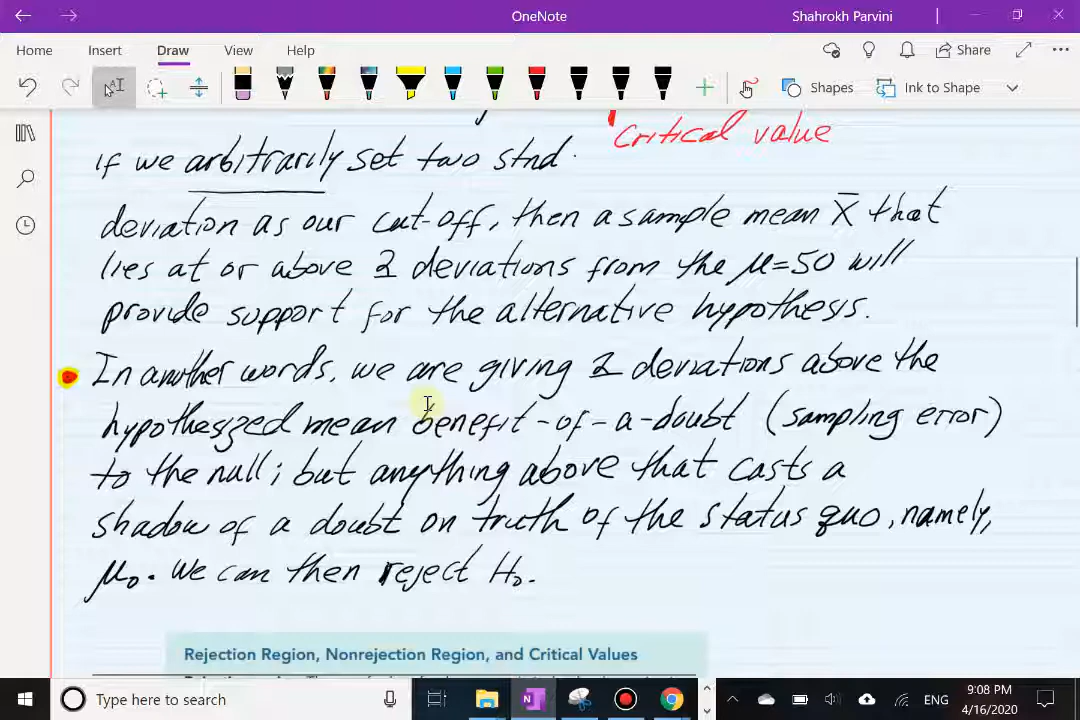 OneNote
Shahrokh Parvini
Home Insert Draw View Help
Share
Shapes Ink to Shape
Critical value
if we arbitrarily set two stnd.
deviation as our cut-off, then a sample mean X̄ that
lies at or above 2 deviations from the μ=50 will
provide support for the alternative hypothesis.
In another words, we are giving 2 deviations above the
hypothesized mean benefit-of-a-doubt (sampling error)
to the null; but anything above that casts a
shadow of a doubt on truth of the status quo, namely,
μ₀. We can then reject H₀.
Rejection Region, Nonrejection Region, and Critical Values
Type here to search
ENG
9:08 PM
4/16/2020